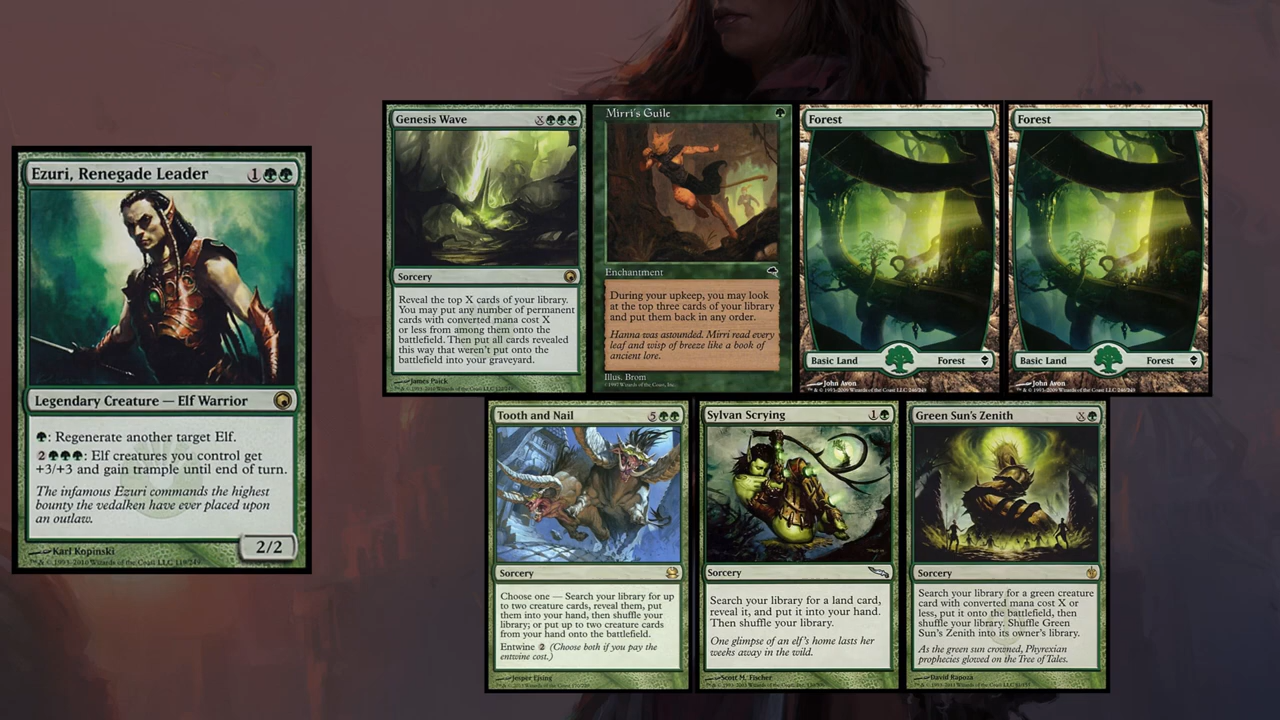 Ezuri, Renegade Leader 1
Legendary Creature — Elf Warrior
: Regenerate another target Elf.
2: Elf creatures you control get
+3/+3 and gain trample until end of turn.
The infamous Ezuri commands the highest
bounty the vedalken have ever placed upon
an outlaw.
Karl Kopinski
2/2
Genesis Wave X
Sorcery
Reveal the top X cards of your library.
You may put any number of permanent
cards with converted mana cost X
or less from among them onto the
battlefield. Then put all cards revealed
this way that weren't put onto the
battlefield into your graveyard.
James Paick
Mirri's Guile
Enchantment
During your upkeep, you may look
at the top three cards of your library
and put them back in any order.
Hanna was astounded. Mirri read every
leaf and wisp of breeze like a book of
ancient lore.
Illus. Brom
Forest
Basic Land Forest
John Avon
Forest
Basic Land Forest
John Avon
Tooth and Nail 5
Sorcery
Choose one — Search your library for up
to two creature cards, reveal them, put
them into your hand, then shuffle your
library; or put up to two creature cards
from your hand onto the battlefield.
Entwine 2 (Choose both if you pay the
entwine cost.)
Jesper Ejsing
Sylvan Scrying 1
Sorcery
Search your library for a land card,
reveal it, and put it into your hand.
Then shuffle your library.
One glimpse of an elf's home lasts her
weeks away in the wild.
Scott M. Fischer
Green Sun's Zenith X
Sorcery
Search your library for a green creature
card with converted mana cost X or
less, put it onto the battlefield, then
shuffle your library. Shuffle Green
Sun's Zenith into its owner's library.
As the green sun crowned, Phyrexian
prophecies glowed on the Tree of Tales.
David Rapoza